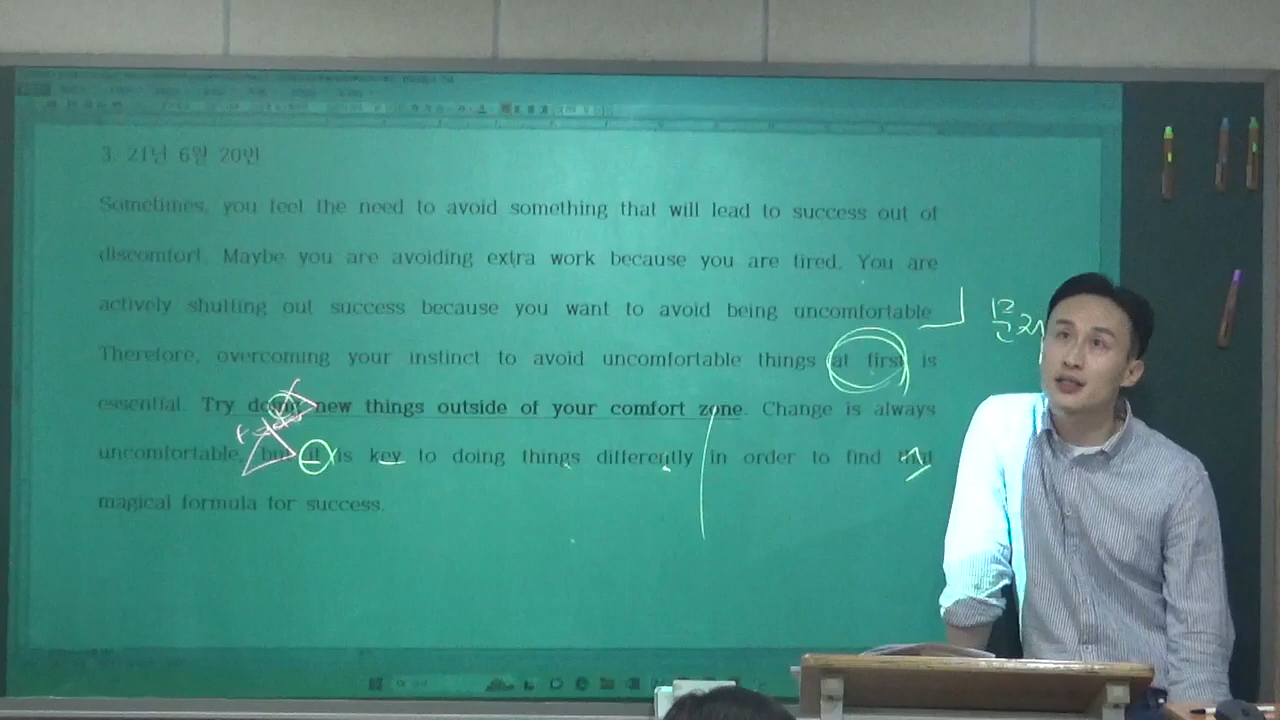 3. 21년 6월 20번
Sometimes, you feel the need to avoid something that will lead to success out of
discomfort. Maybe you are avoiding extra work because you are tired. You are
actively shutting out success because you want to avoid being uncomfortable
Therefore, overcoming your instinct to avoid uncomfortable things at first is
essential. Try doing new things outside of your comfort zone. Change is always
uncomfortable, but it is key to doing things differently in order to find that
magical formula for success.